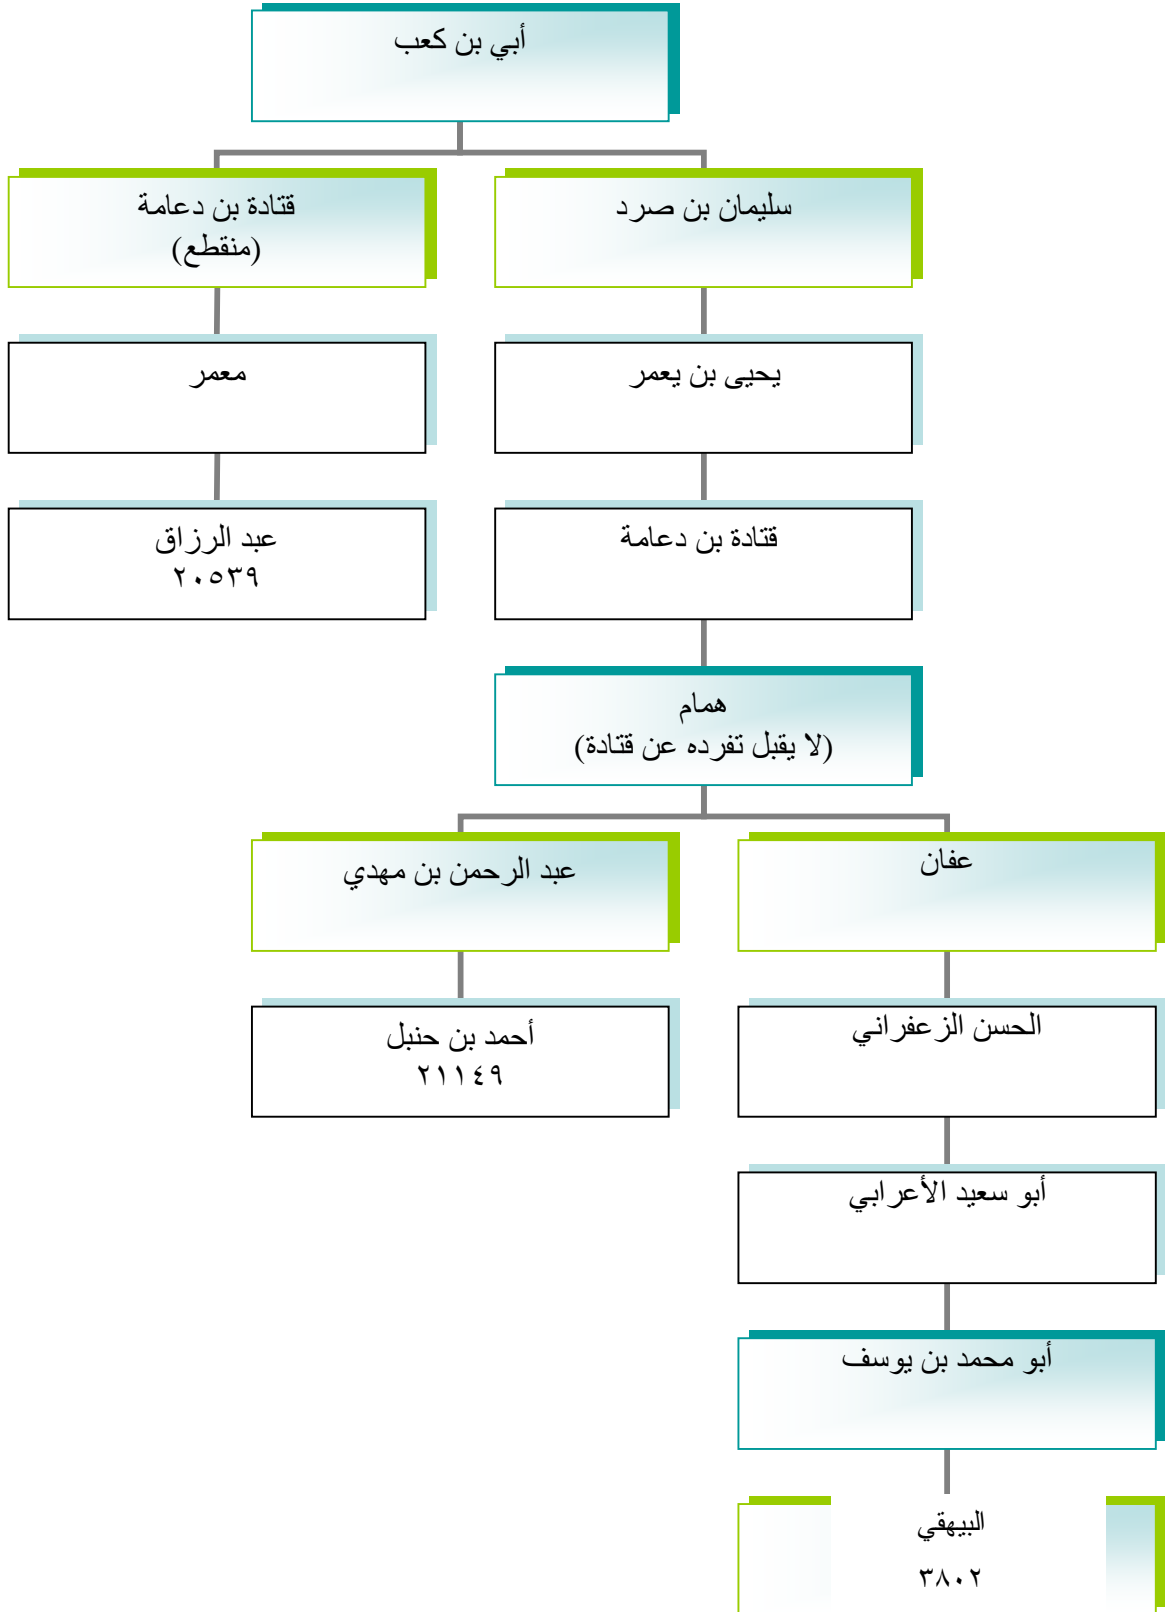 أبي بن كعب
سليمان بن صرد
قتادة بن دعامة
(منقطع)
يحيى بن يعمر
معمر
قتادة بن دعامة
عبد الرزاق
٢٠٥٣٩
همام
(لا يقبل تفرده عن قتادة)
عفان
عبد الرحمن بن مهدي
الحسن الزعفراني
أحمد بن حنبل
٢١١٤٩
أبو سعيد الأعرابي
أبو محمد بن يوسف
البيهقي
٣٨٠٢